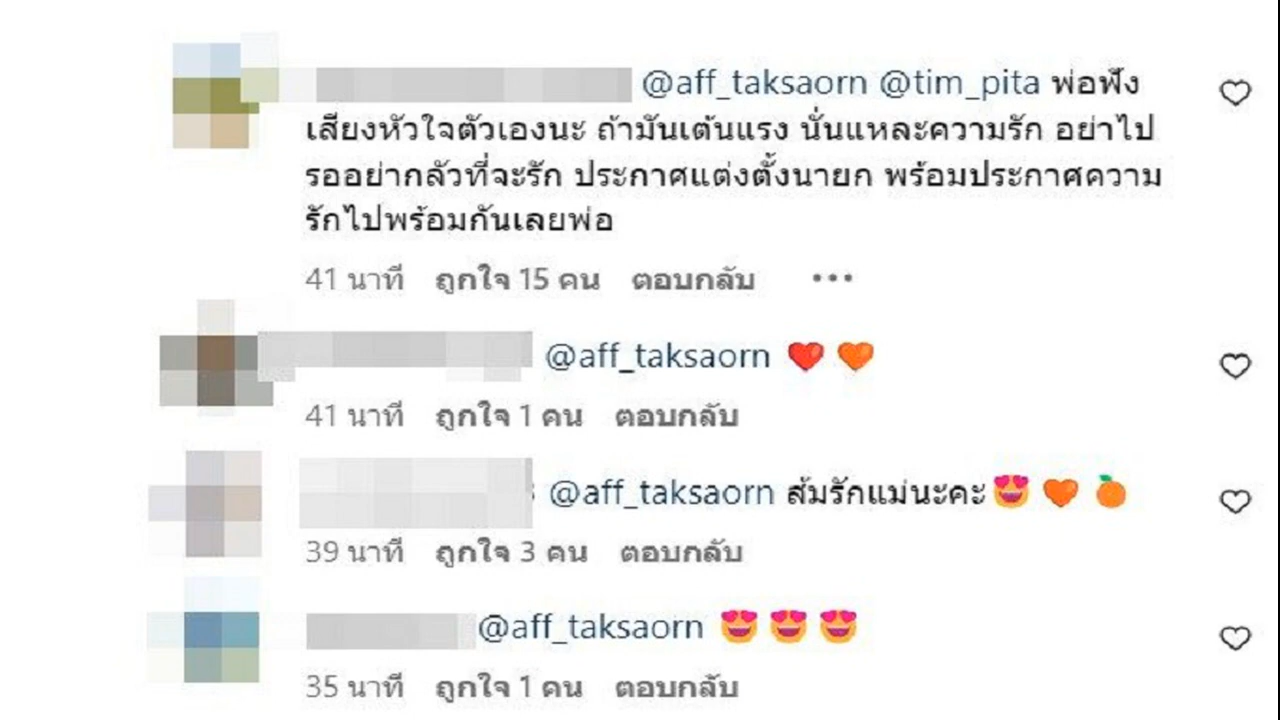 @aff_taksaorn @tim_pita พ่อฟัง
เสียงหัวใจตัวเองนะ ถ้ามันเต้นแรง นั่นแหละความรัก อย่าไป
รออย่ากลัวที่จะรัก ประกาศแต่งตั้งนายก พร้อมประกาศความ
รักไปพร้อมกันเลยพ่อ
41 นาที ถูกใจ 15 คน ตอบกลับ ...
@aff_taksaorn ❤️ 🧡
41 นาที ถูกใจ 1 คน ตอบกลับ
@aff_taksaorn ส้มรักแม่นะคะ😍 🧡 🍊
39 นาที ถูกใจ 3 คน ตอบกลับ
@aff_taksaorn 😍 😍 😍
35 นาที ถูกใจ 1 คน ตอบกลับ